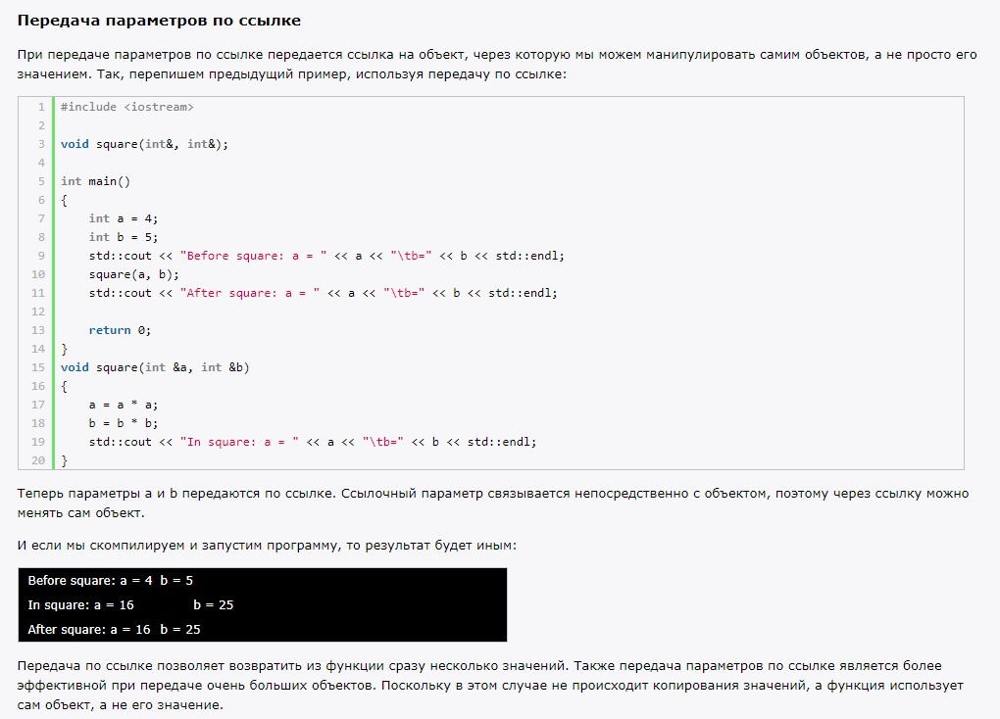 Передача параметров по ссылке
При передаче параметров по ссылке передается ссылка на объект, через которую мы можем манипулировать самим объектов, а не просто его
значением. Так, перепишем предыдущий пример, используя передачу по ссылке:
1 #include <iostream>
2
3 void square(int&, int&);
4
5 int main()
6 {
7     int a = 4;
8     int b = 5;
9     std::cout << "Before square: a = " << a << "\tb=" << b << std::endl;
10     square(a, b);
11     std::cout << "After square: a = " << a << "\tb=" << b << std::endl;
12
13     return 0;
14 }
15 void square(int &a, int &b)
16 {
17     a = a * a;
18     b = b * b;
19     std::cout << "In square: a = " << a << "\tb=" << b << std::endl;
20 }
Теперь параметры a и b передаются по ссылке. Ссылочный параметр связывается непосредственно с объектом, поэтому через ссылку можно
менять сам объект.
И если мы скомпилируем и запустим программу, то результат будет иным:
Before square: a = 4 b = 5
In square: a = 16 b = 25
After square: a = 16 b = 25
Передача по ссылке позволяет возвратить из функции сразу несколько значений. Также передача параметров по ссылке является более
эффективной при передаче очень больших объектов. Поскольку в этом случае не происходит копирования значений, а функция использует
сам объект, а не его значение.